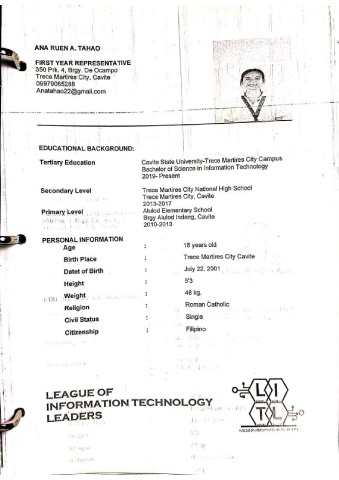 ANA RUEN A. TAHAO
FIRST YEAR REPRESENTATIVE
350 Prk. 4, Brgy. De Ocampo
Trece Martires City, Cavite
09979065288
Anatahao22@gmail.com
EDUCATIONAL BACKGROUND:
Tertiary Education Cavite State University-Trece Martires City Campus
Bachelor of Science in Information Technology
2019- Present
Secondary Level Trece Martires City National High School
Trece Martires City, Cavite
2013-2017
Primary Level Alulod Elementary School
Brgy Alulod Indang, Cavite
2010-2013
PERSONAL INFORMATION
Age : 18 years old
Birth Place : Trece Martires City Cavite
Datet of Birth : July 22, 2001
Height : 5'3
Weight : 48 kg.
Religion : Roman Catholic
Civil Status : Single
Citizenship : Filipino
LEAGUE OF
INFORMATION TECHNOLOGY
LEADERS
L I
T L